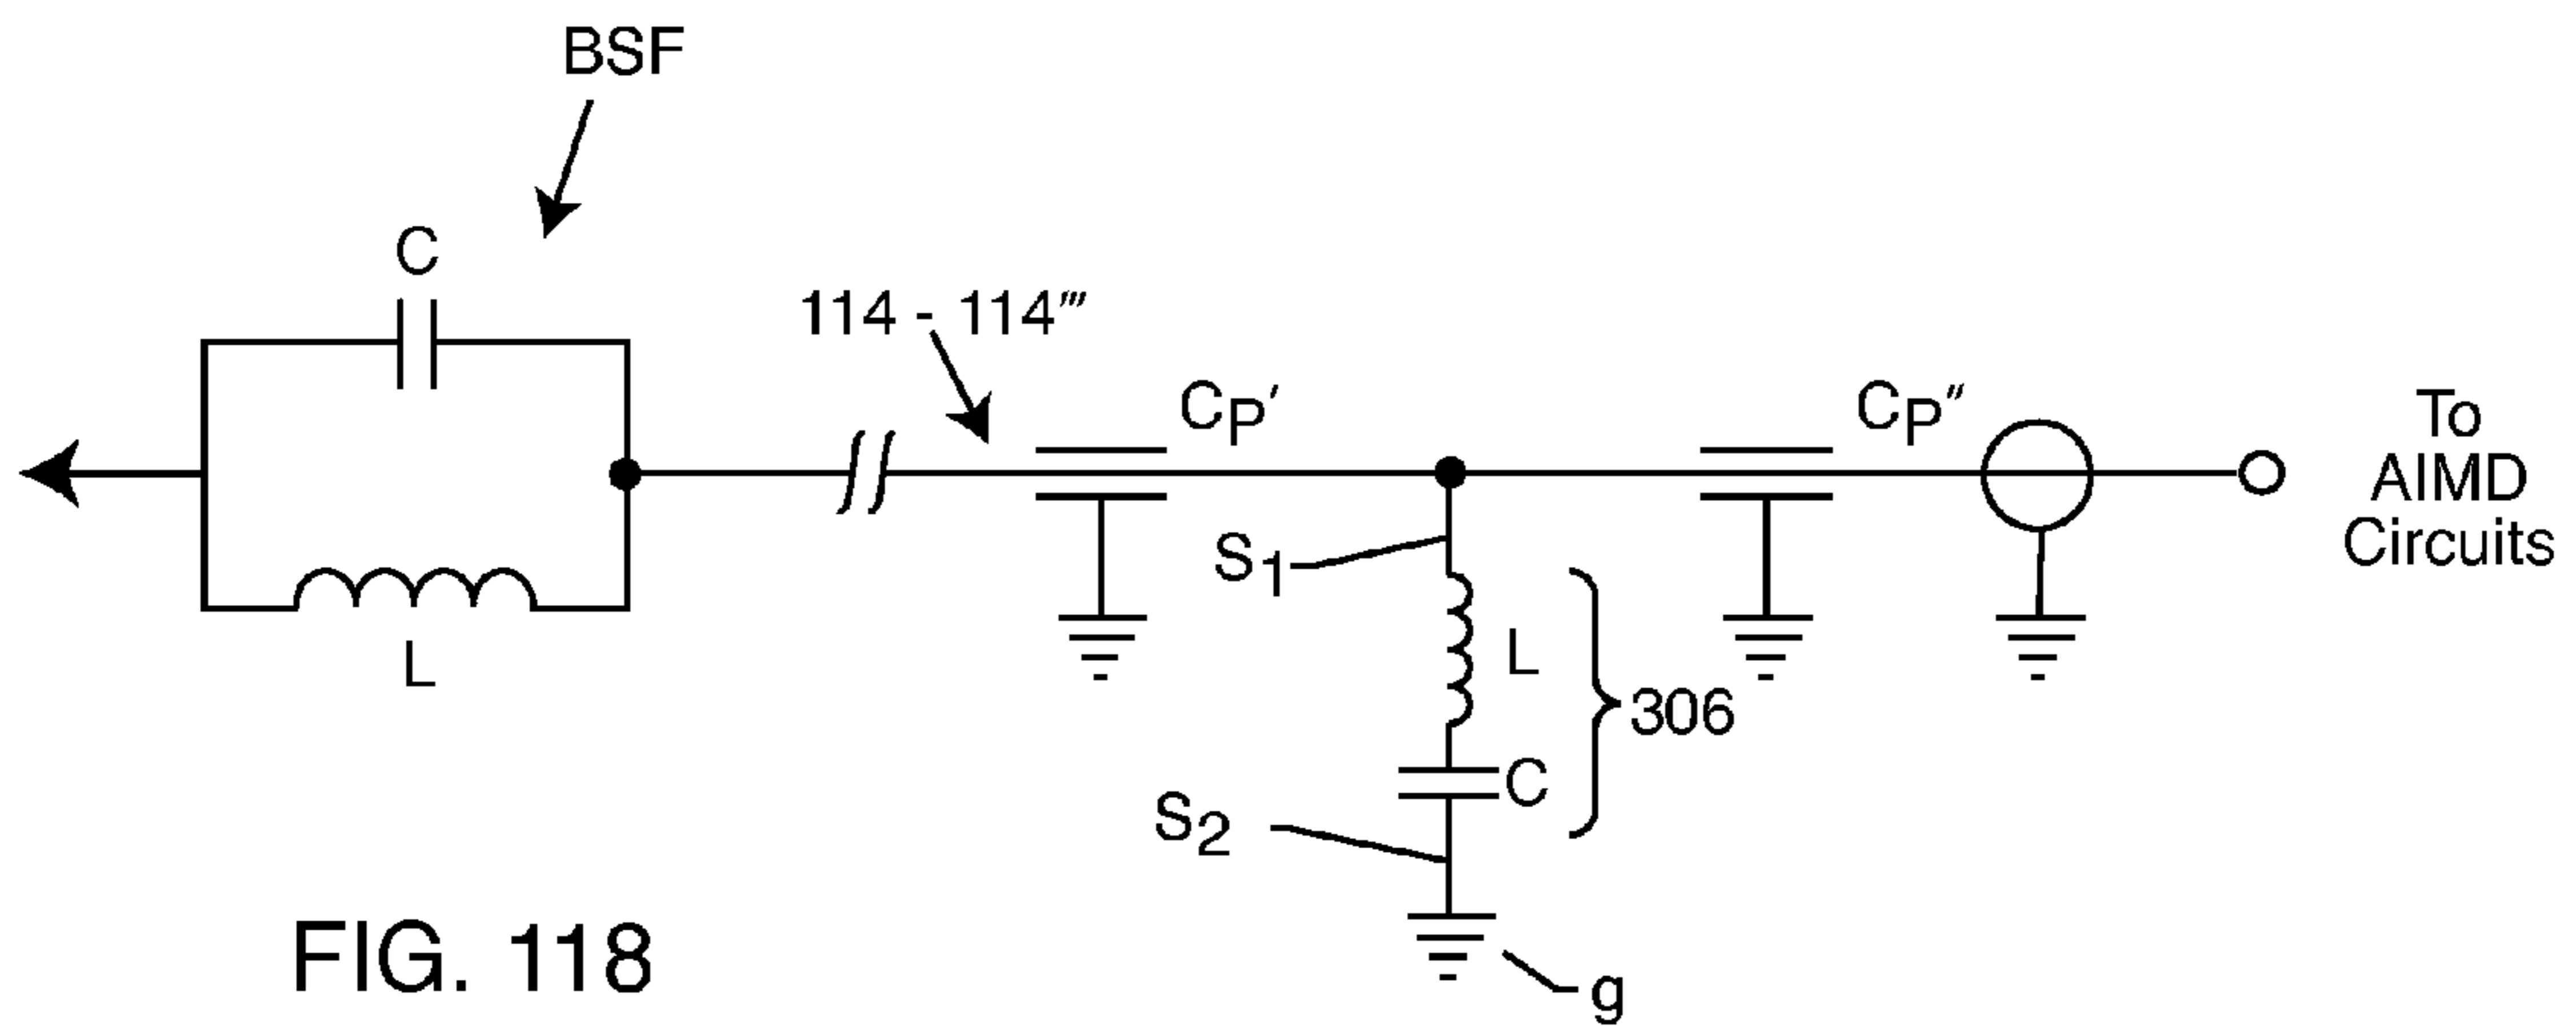 BSF
C
114 - 114‴
CP′
CP″
To
AIMD
Circuits
S1
L
L
306
C
S2
g
FIG. 118